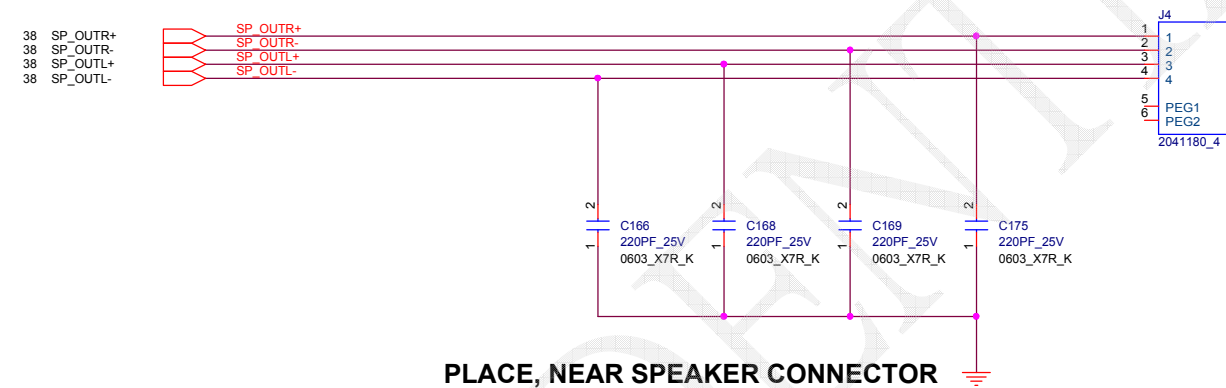 J4
38 SP_OUTR+ SP_OUTR+ 1 1
38 SP_OUTR- SP_OUTR- 2 2
38 SP_OUTL+ SP_OUTL+ 3 3
38 SP_OUTL- SP_OUTL- 4 4
5 PEG1
6 PEG2
2041180_4
2 2 2 2
C166 C168 C169 C175
1 220PF_25V 1 220PF_25V 1 220PF_25V 1 220PF_25V
0603_X7R_K 0603_X7R_K 0603_X7R_K 0603_X7R_K
PLACE, NEAR SPEAKER CONNECTOR